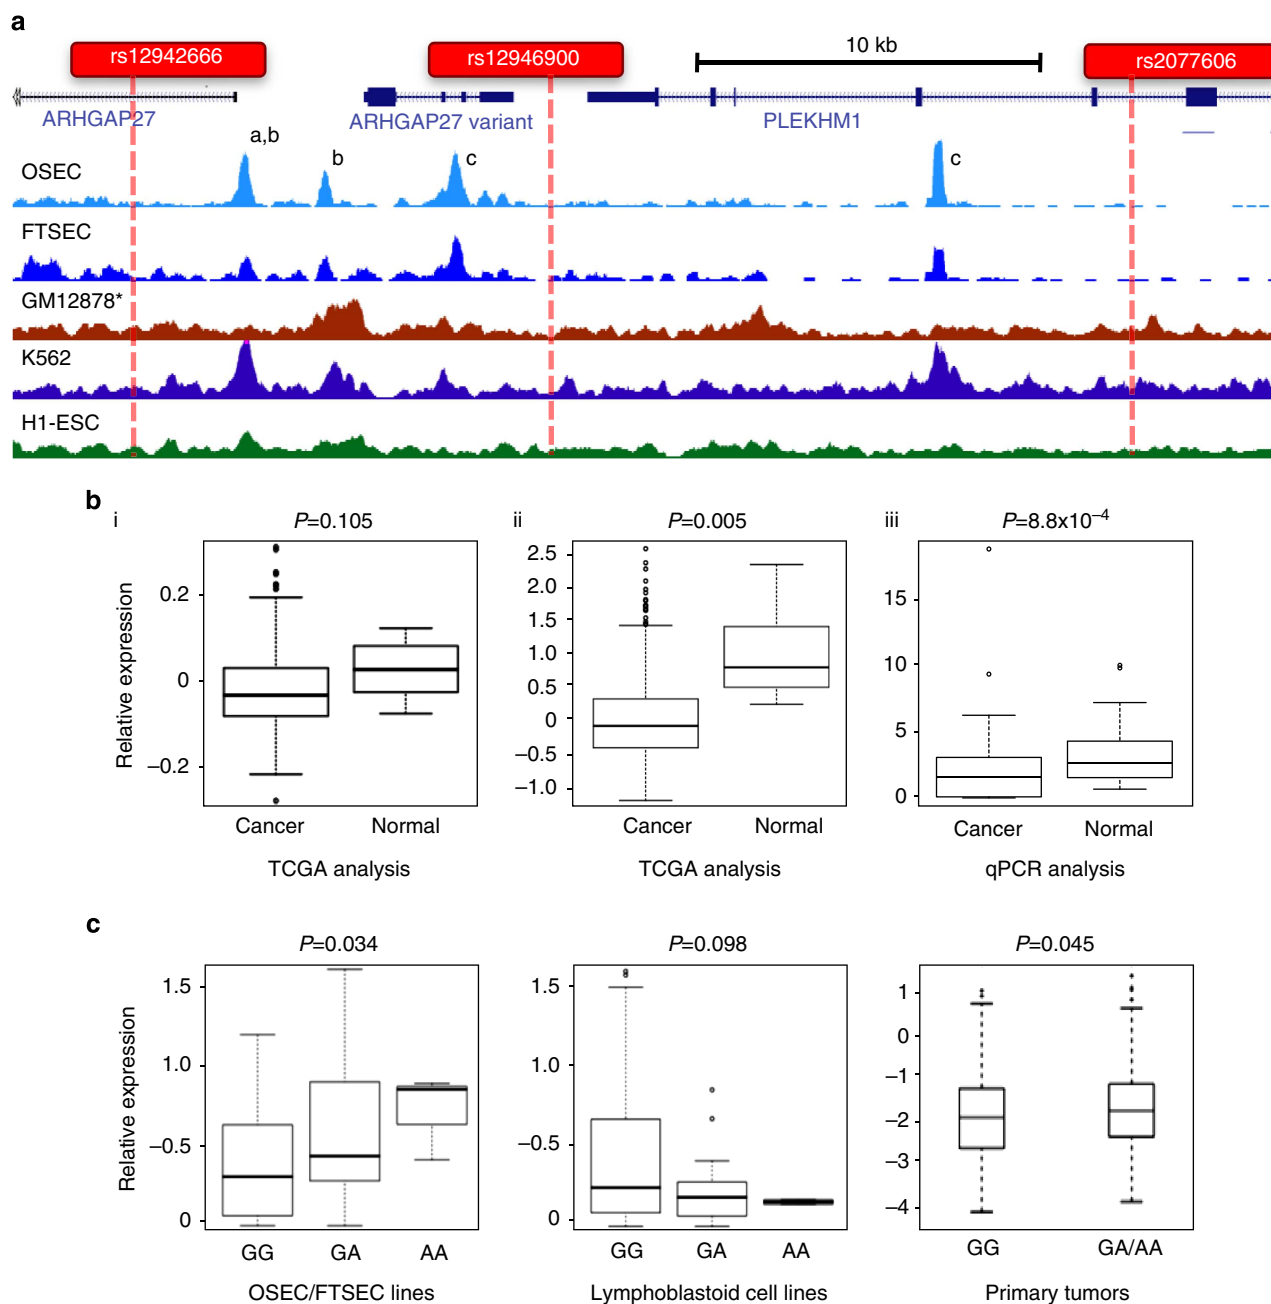 a
rs12942666
rs12946900
10 kb
rs2077606
ARHGAP27
ARHGAP27 variant
PLEKHM1
a,b
b
c
c
OSEC
FTSEC
GM12878*
K562
H1-ESC
b
i
P=0.105
ii
P=0.005
iii
P=8.8x10⁻⁴
Relative expression
0.2
0
–0.2
Cancer
Normal
TCGA analysis
2.5
2.0
1.5
1.0
0.5
0
–0.5
–1.0
Cancer
Normal
TCGA analysis
15
10
5
0
Cancer
Normal
qPCR analysis
c
P=0.034
P=0.098
P=0.045
Relative expression
1.5
1.0
–0.5
0
GG
GA
AA
OSEC/FTSEC lines
1.5
1.0
–0.5
0
GG
GA
AA
Lymphoblastoid cell lines
1
0
–1
–2
–3
–4
GG
GA/AA
Primary tumors